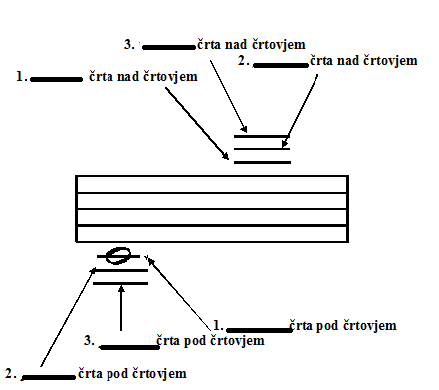 3. črta nad črtovjem
2. črta nad črtovjem
1. črta nad črtovjem
1. črta pod črtovjem
3. črta pod črtovjem
2. črta pod črtovjem